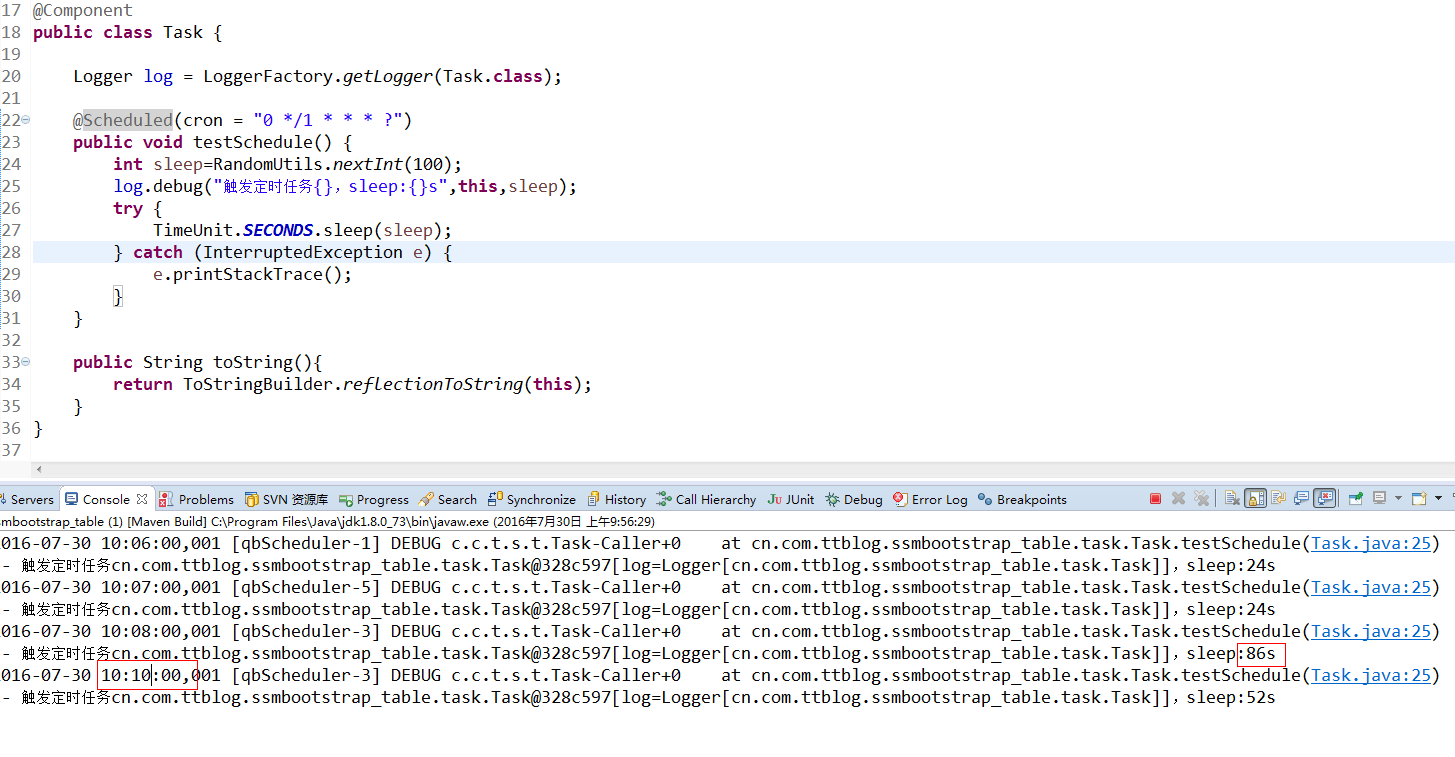 17 @Component
18 public class Task {
19
20 Logger log = LoggerFactory.getLogger(Task.class);
21
22 @Scheduled(cron = "0 */1 * * * ?")
23 public void testSchedule() {
24 int sleep=RandomUtils.nextInt(100);
25 log.debug("触发定时任务{}，sleep:{}s",this,sleep);
26 try {
27 TimeUnit.SECONDS.sleep(sleep);
28 } catch (InterruptedException e) {
29 e.printStackTrace();
30 }
31 }
32
33 public String toString(){
34 return ToStringBuilder.reflectionToString(this);
35 }
36 }
37
Servers Console Problems SVN 资源库 Progress Search Synchronize History Call Hierarchy JUnit Debug Error Log Breakpoints
smbootstrap_table (1) [Maven Build] C:\Program Files\Java\jdk1.8.0_73\bin\javaw.exe (2016年7月30日 上午9:56:29)
016-07-30 10:06:00,001 [qbScheduler-1] DEBUG c.c.t.s.t.Task-Caller+0 at cn.com.ttblog.ssmbootstrap_table.task.Task.testSchedule(Task.java:25)
- 触发定时任务cn.com.ttblog.ssmbootstrap_table.task.Task@328c597[log=Logger[cn.com.ttblog.ssmbootstrap_table.task.Task]]，sleep:24s
016-07-30 10:07:00,001 [qbScheduler-5] DEBUG c.c.t.s.t.Task-Caller+0 at cn.com.ttblog.ssmbootstrap_table.task.Task.testSchedule(Task.java:25)
- 触发定时任务cn.com.ttblog.ssmbootstrap_table.task.Task@328c597[log=Logger[cn.com.ttblog.ssmbootstrap_table.task.Task]]，sleep:24s
016-07-30 10:08:00,001 [qbScheduler-3] DEBUG c.c.t.s.t.Task-Caller+0 at cn.com.ttblog.ssmbootstrap_table.task.Task.testSchedule(Task.java:25)
- 触发定时任务cn.com.ttblog.ssmbootstrap_table.task.Task@328c597[log=Logger[cn.com.ttblog.ssmbootstrap_table.task.Task]]，sleep:86s
016-07-30 10:10:00,001 [qbScheduler-3] DEBUG c.c.t.s.t.Task-Caller+0 at cn.com.ttblog.ssmbootstrap_table.task.Task.testSchedule(Task.java:25)
- 触发定时任务cn.com.ttblog.ssmbootstrap_table.task.Task@328c597[log=Logger[cn.com.ttblog.ssmbootstrap_table.task.Task]]，sleep:52s